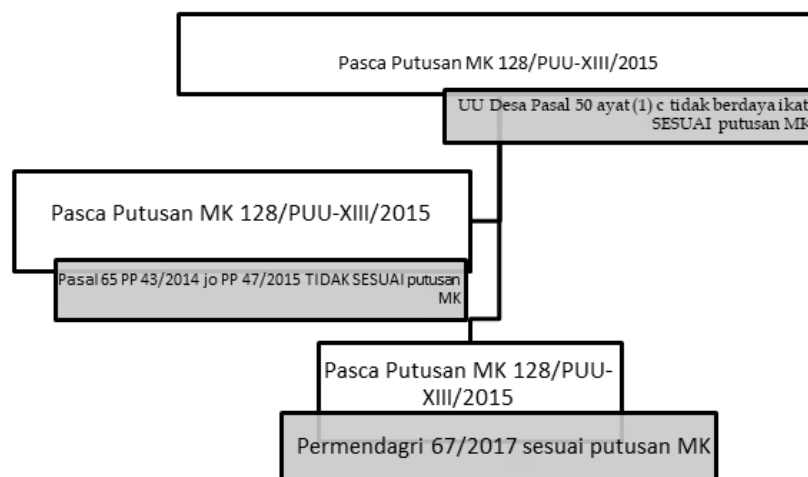 Pasca Putusan MK 128/PUU-XIII/2015
UU Desa Pasal 50 ayat (1) c tidak berdaya ikat
SESUAI putusan MK
Pasca Putusan MK 128/PUU-XIII/2015
Pasal 65 PP 43/2014 jo PP 47/2015 TIDAK SESUAI putusan
MK
Pasca Putusan MK 128/PUU-
XIII/2015
Permendagri 67/2017 sesuai putusan MK